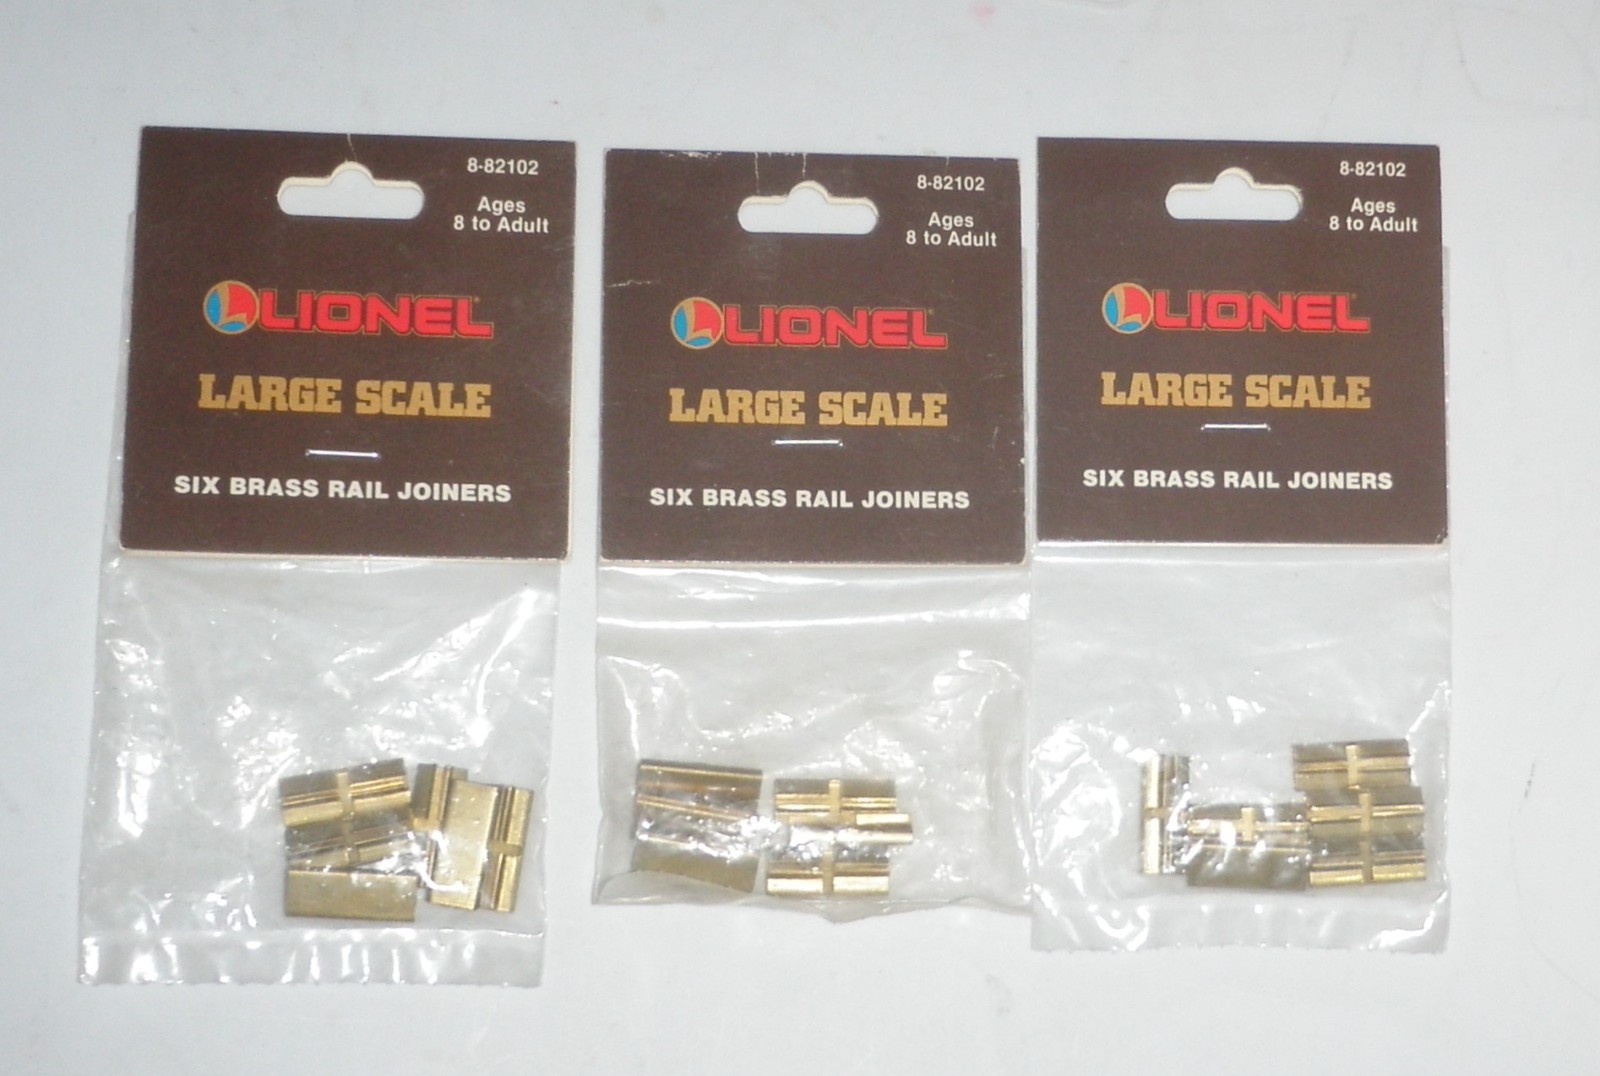 8-82102
Ages
8 to Adult
LIONEL
LARGE SCALE
SIX BRASS RAIL JOINERS
8-82102
Ages
8 to Adult
LIONEL
LARGE SCALE
SIX BRASS RAIL JOINERS
8-82102
Ages
8 to Adult
LIONEL
LARGE SCALE
SIX BRASS RAIL JOINERS